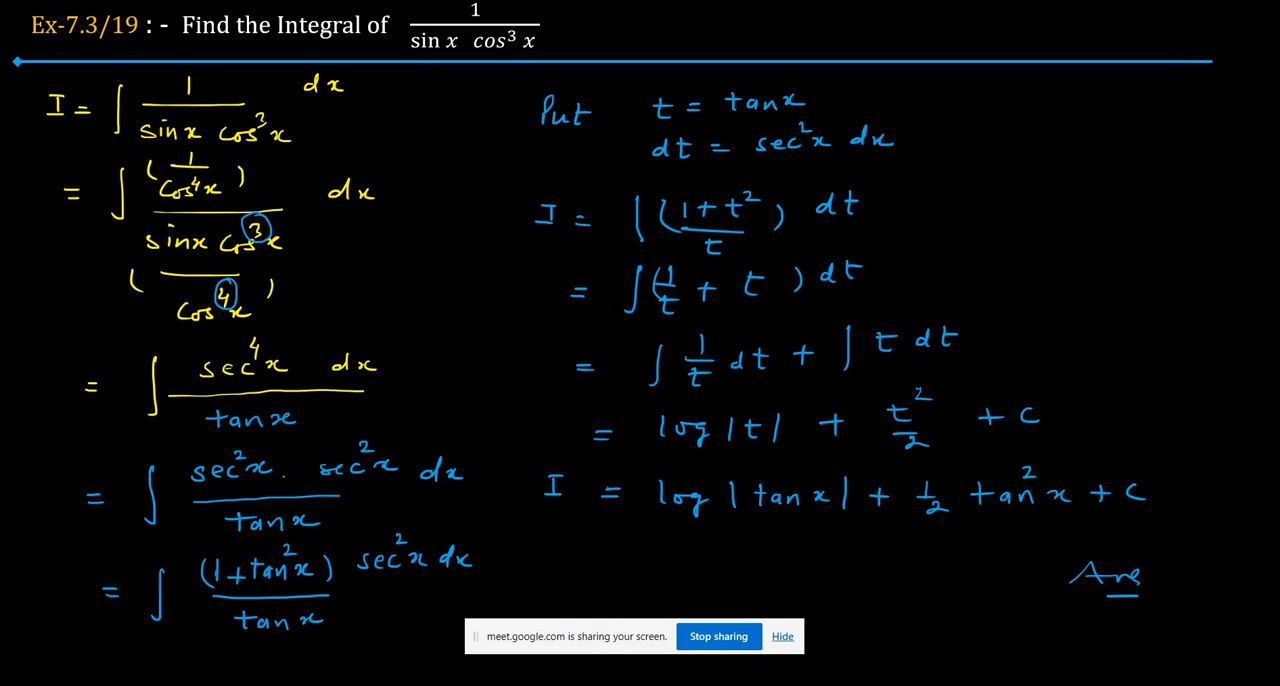 Ex-7.3/19 : - Find the Integral of 1 / (sin x cos³ x)
I = ∫ 1 / (sin x cos³ x) dx
= ∫ (1 / cos⁴x) / (sin x cos³ x / cos⁴ x) dx
= ∫ sec⁴x dx / tan x
= ∫ sec²x . sec²x dx / tan x
= ∫ (1 + tan²x) sec²x dx / tan x
Put t = tan x
dt = sec²x dx
I = ∫ (1 + t²) / t dt
= ∫ (1/t + t) dt
= ∫ 1/t dt + ∫ t dt
= log |t| + t²/2 + C
I = log | tan x | + 1/2 tan²x + C
Ans
meet.google.com is sharing your screen. Stop sharing Hide